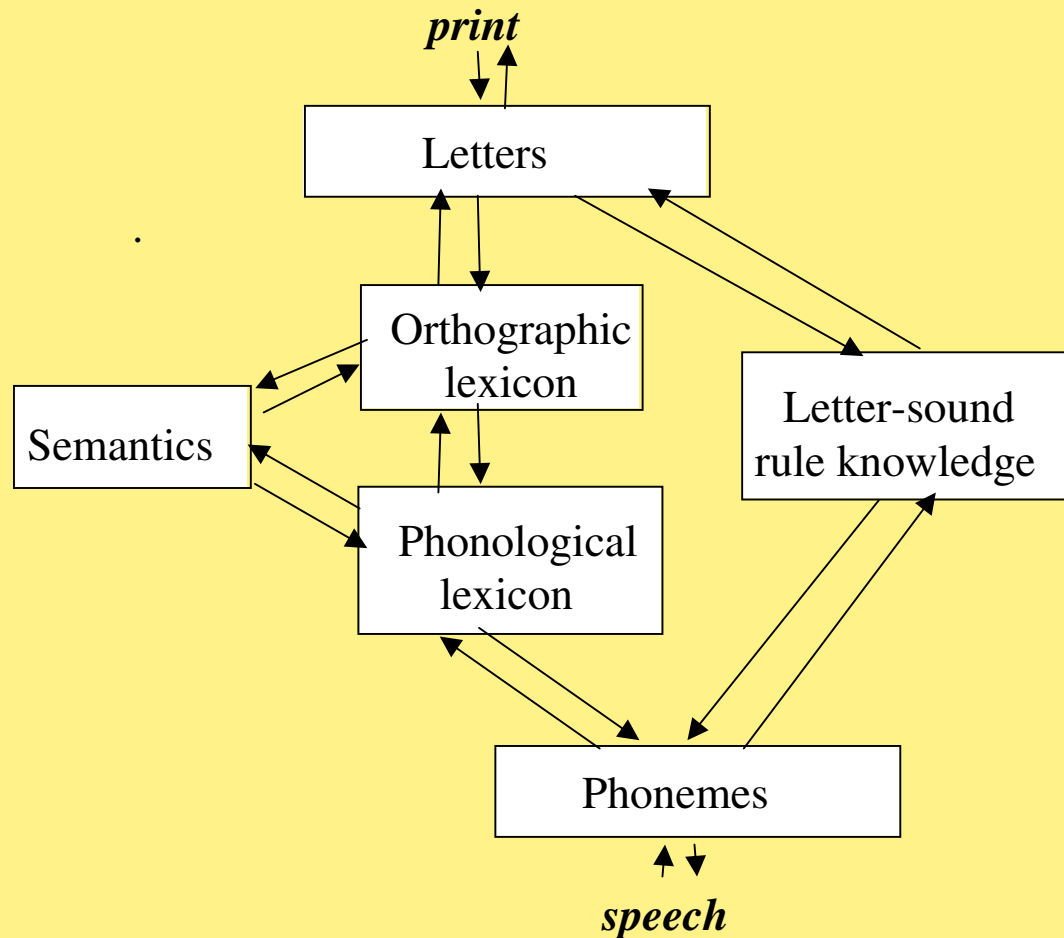 print
Letters
.
Orthographic
lexicon
Semantics
Letter-sound
rule knowledge
Phonological
lexicon
Phonemes
speech